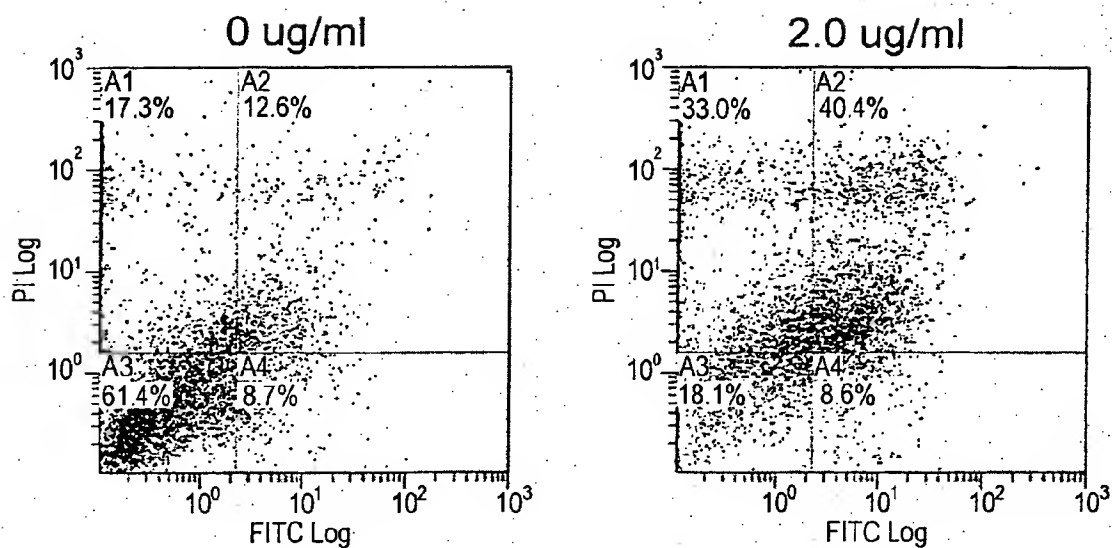 0 ug/ml
2.0 ug/ml
10³
10²
10¹
10⁰
PI Log
A1
17.3%
A2
12.6%
A3
61.4%
A4
8.7%
10⁰
10¹
10²
10³
FITC Log
10³
10²
10¹
10⁰
PI Log
A1
33.0%
A2
40.4%
A3
18.1%
A4
8.6%
10⁰
10¹
10²
10³
FITC Log